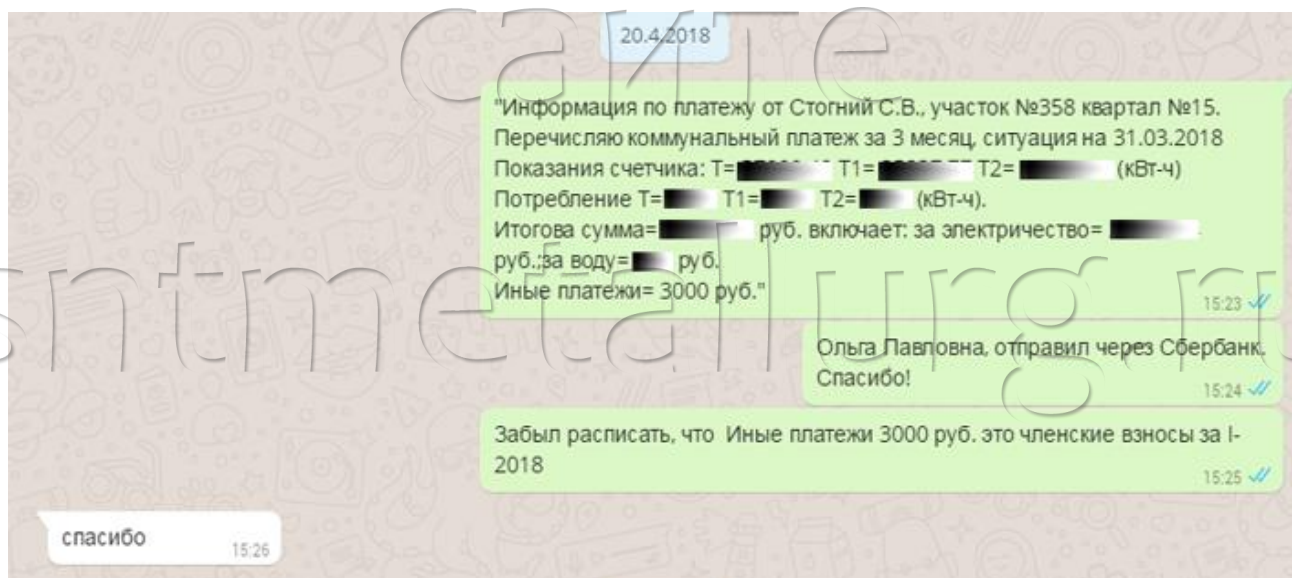 сайте
20.4.2018
"Информация по платежу от Стогний С.В., участок №358 квартал №15.
Перечисляю коммунальный платеж за 3 месяц, ситуация на 31.03.2018
Показания счетчика: Т= Т1= Т2= (кВт-ч)
Потребление Т= Т1= Т2= (кВт-ч).
Итогова сумма= руб. включает: за электричество=
руб.;за воду= руб.
Иные платежи= 3000 руб."
15:23
sntmetallurg.ru
Ольга Павловна, отправил через Сбербанк.
Спасибо!
15:24
Забыл расписать, что Иные платежи 3000 руб. это членские взносы за I-
2018
15:25
спасибо
15:26